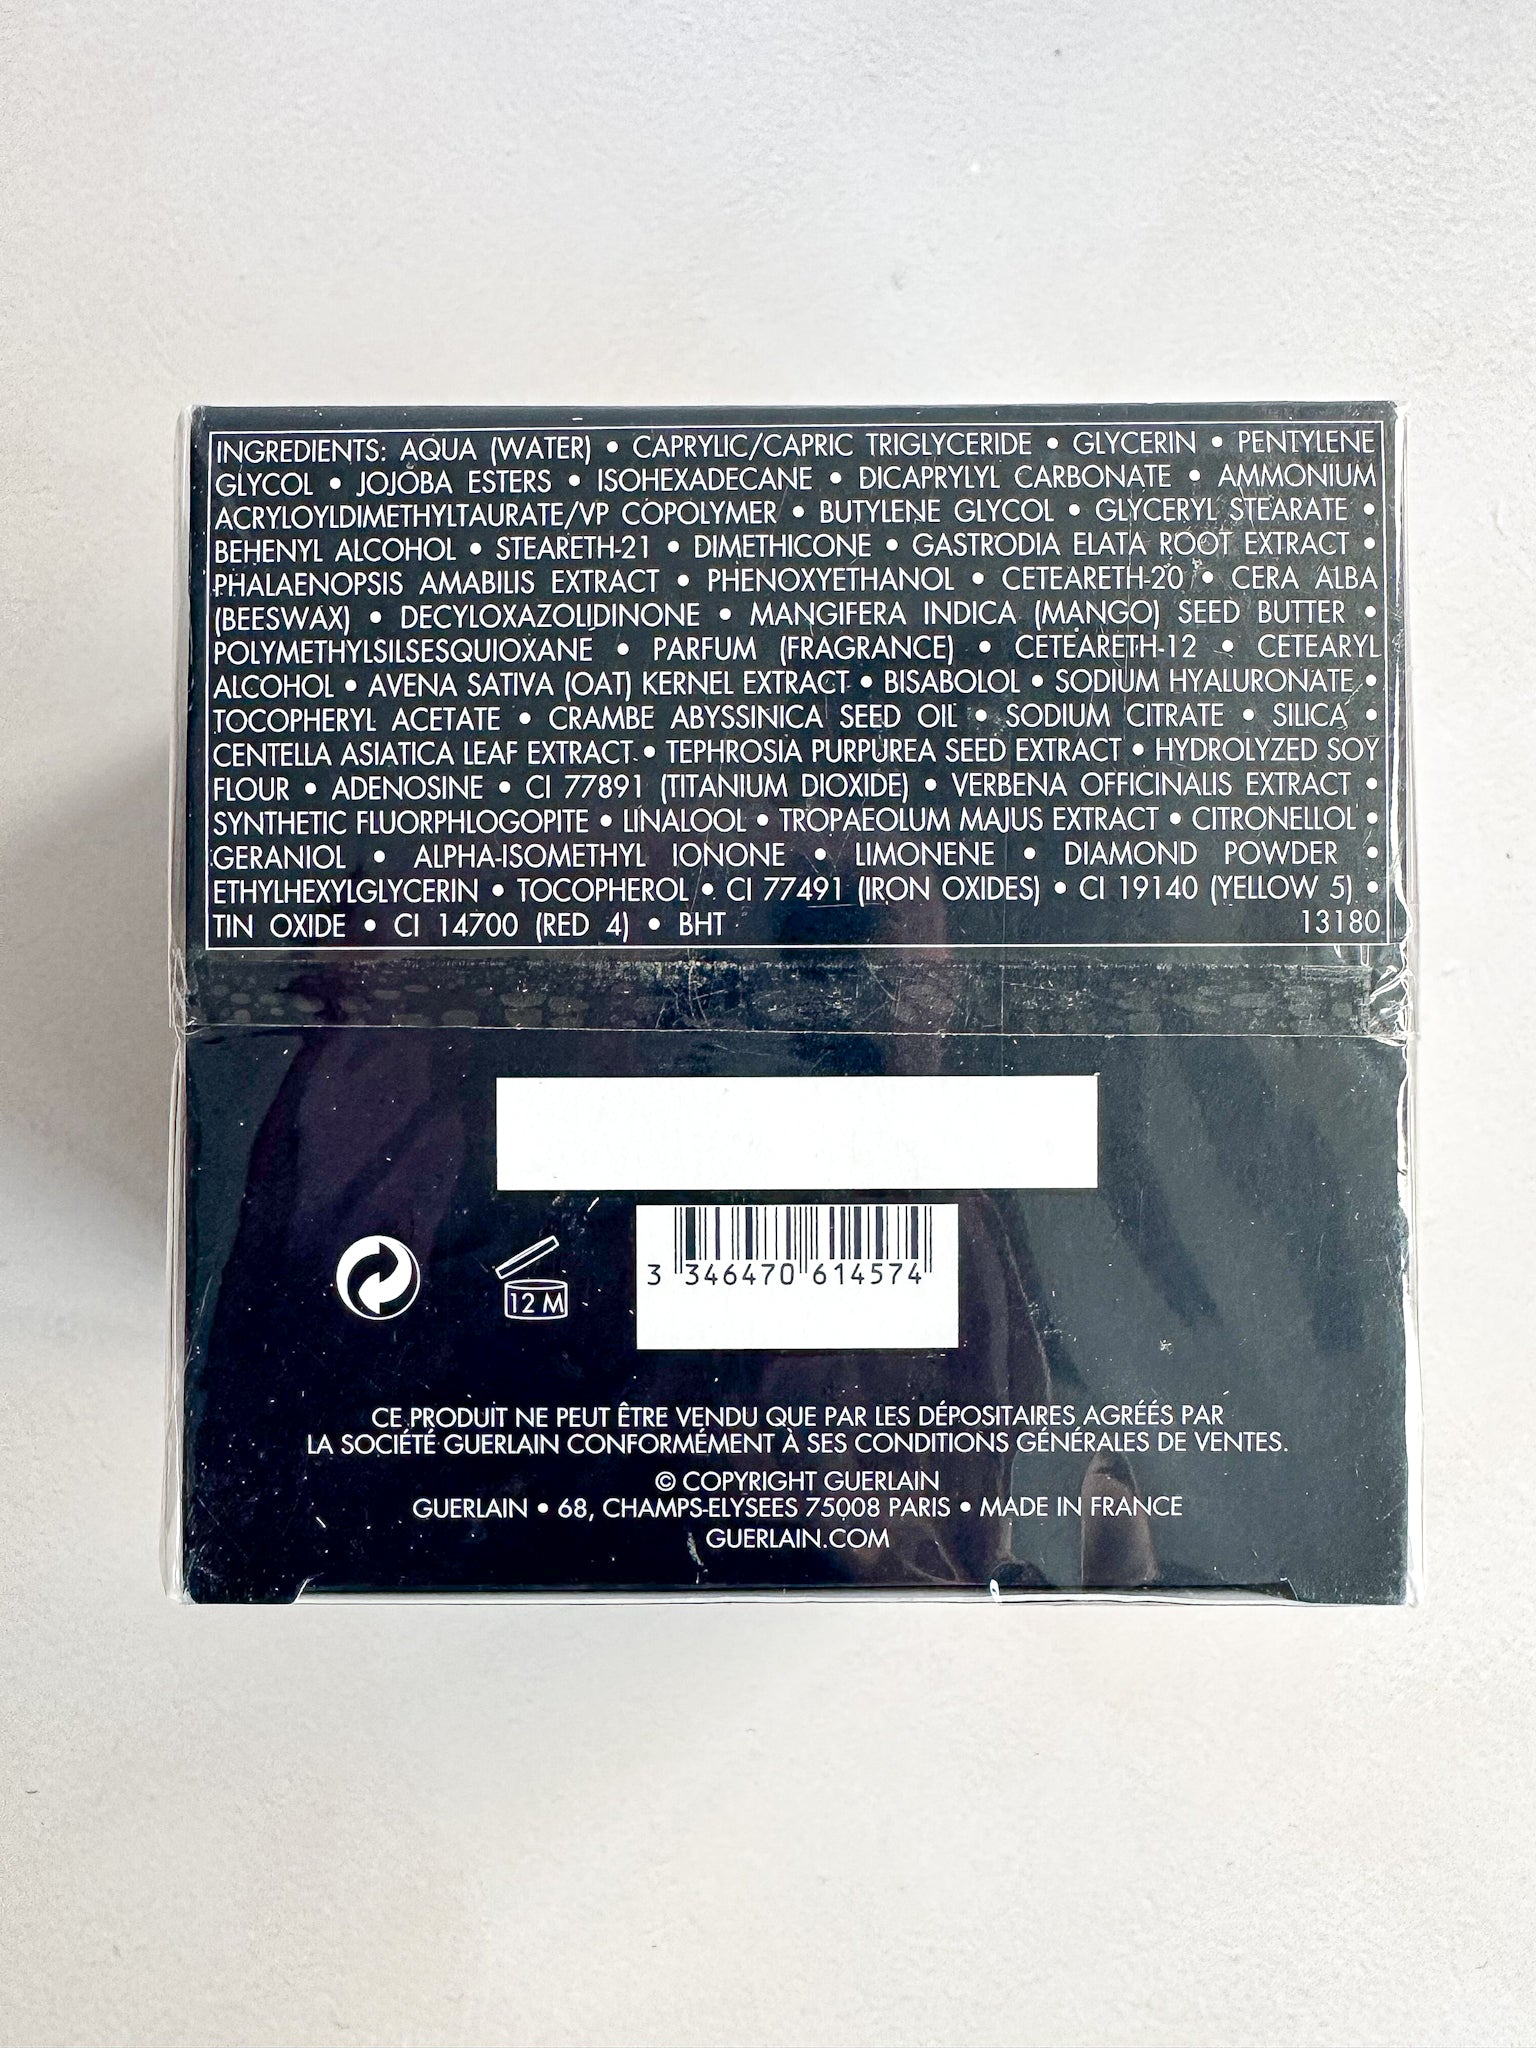 INGREDIENTS: AQUA (WATER) • CAPRYLIC/CAPRIC TRIGLYCERIDE • GLYCERIN • PENTYLENE
GLYCOL • JOJOBA ESTERS • ISOHEXADECANE • DICAPRYLYL CARBONATE • AMMONIUM
ACRYLOYLDIMETHYLTAURATE/VP COPOLYMER • BUTYLENE GLYCOL • GLYCERYL STEARATE •
BEHENYL ALCOHOL • STEARETH-21 • DIMETHICONE • GASTRODIA ELATA ROOT EXTRACT •
PHALAENOPSIS AMABILIS EXTRACT • PHENOXYETHANOL • CETEARETH-20 • CERA ALBA
(BEESWAX) • DECYLOXAZOLIDINONE • MANGIFERA INDICA (MANGO) SEED BUTTER •
POLYMETHYLSILSESQUIOXANE • PARFUM (FRAGRANCE) • CETEARETH-12 • CETEARYL
ALCOHOL • AVENA SATIVA (OAT) KERNEL EXTRACT • BISABOLOL • SODIUM HYALURONATE •
TOCOPHERYL ACETATE • CRAMBE ABYSSINICA SEED OIL • SODIUM CITRATE • SILICA •
CENTELLA ASIATICA LEAF EXTRACT • TEPHROSIA PURPUREA SEED EXTRACT • HYDROLYZED SOY
FLOUR • ADENOSINE • CI 77891 (TITANIUM DIOXIDE) • VERBENA OFFICINALIS EXTRACT •
SYNTHETIC FLUORPHLOGOPITE • LINALOOL • TROPAEOLUM MAJUS EXTRACT • CITRONELLOL •
GERANIOL • ALPHA-ISOMETHYL IONONE • LIMONENE • DIAMOND POWDER •
ETHYLHEXYLGLYCERIN • TOCOPHEROL • CI 77491 (IRON OXIDES) • CI 19140 (YELLOW 5) •
TIN OXIDE • CI 14700 (RED 4) • BHT 13180
12 M
3 346470 614574
CE PRODUIT NE PEUT ÊTRE VENDU QUE PAR LES DÉPOSITAIRES AGRÉÉS PAR
LA SOCIÉTÉ GUERLAIN CONFORMÉMENT À SES CONDITIONS GÉNÉRALES DE VENTES.
© COPYRIGHT GUERLAIN
GUERLAIN • 68, CHAMPS-ELYSEES 75008 PARIS • MADE IN FRANCE
GUERLAIN.COM